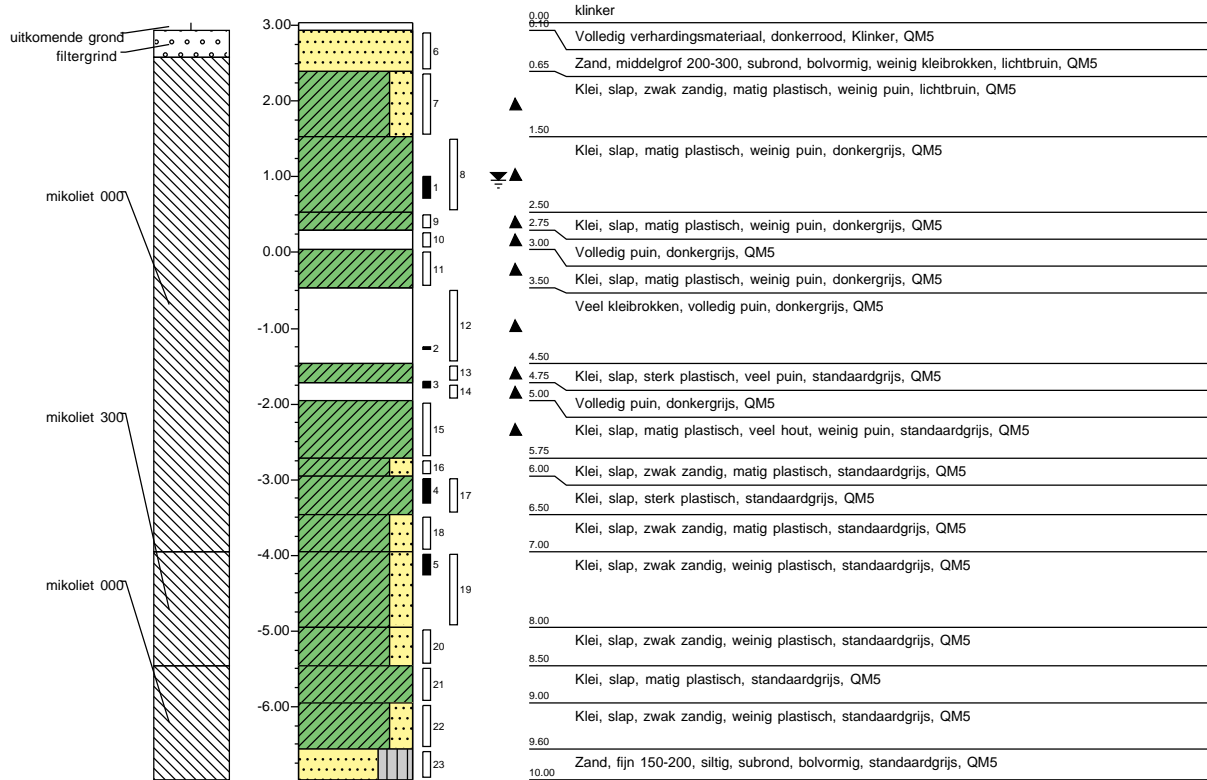 uitkomende grond
filtergrind
mikoliet 000
mikoliet 300
mikoliet 000
3.00
2.00
1.00
0.00
-1.00
-2.00
-3.00
-4.00
-5.00
-6.00
6
7
8
1
9
10
11
12
2
13
3
14
15
16
4
17
18
5
19
20
21
22
23
klinker
0.00
0.10
Volledig verhardingsmateriaal, donkerrood, Klinker, QM5
Zand, middelgrof 200-300, subrond, bolvormig, weinig kleibrokken, lichtbruin, QM5
0.65
Klei, slap, zwak zandig, matig plastisch, weinig puin, lichtbruin, QM5
1.50
Klei, slap, matig plastisch, weinig puin, donkergrijs, QM5
2.50
Klei, slap, matig plastisch, weinig puin, donkergrijs, QM5
2.75
Volledig puin, donkergrijs, QM5
3.00
Klei, slap, matig plastisch, weinig puin, donkergrijs, QM5
3.50
Veel kleibrokken, volledig puin, donkergrijs, QM5
4.50
Klei, slap, sterk plastisch, veel puin, standaardgrijs, QM5
4.75
Volledig puin, donkergrijs, QM5
5.00
Klei, slap, matig plastisch, veel hout, weinig puin, standaardgrijs, QM5
5.75
Klei, slap, zwak zandig, matig plastisch, standaardgrijs, QM5
6.00
Klei, slap, sterk plastisch, standaardgrijs, QM5
6.50
Klei, slap, zwak zandig, matig plastisch, standaardgrijs, QM5
7.00
Klei, slap, zwak zandig, weinig plastisch, standaardgrijs, QM5
8.00
Klei, slap, zwak zandig, weinig plastisch, standaardgrijs, QM5
8.50
Klei, slap, matig plastisch, standaardgrijs, QM5
9.00
Klei, slap, zwak zandig, weinig plastisch, standaardgrijs, QM5
9.60
Zand, fijn 150-200, siltig, subrond, bolvormig, standaardgrijs, QM5
10.00